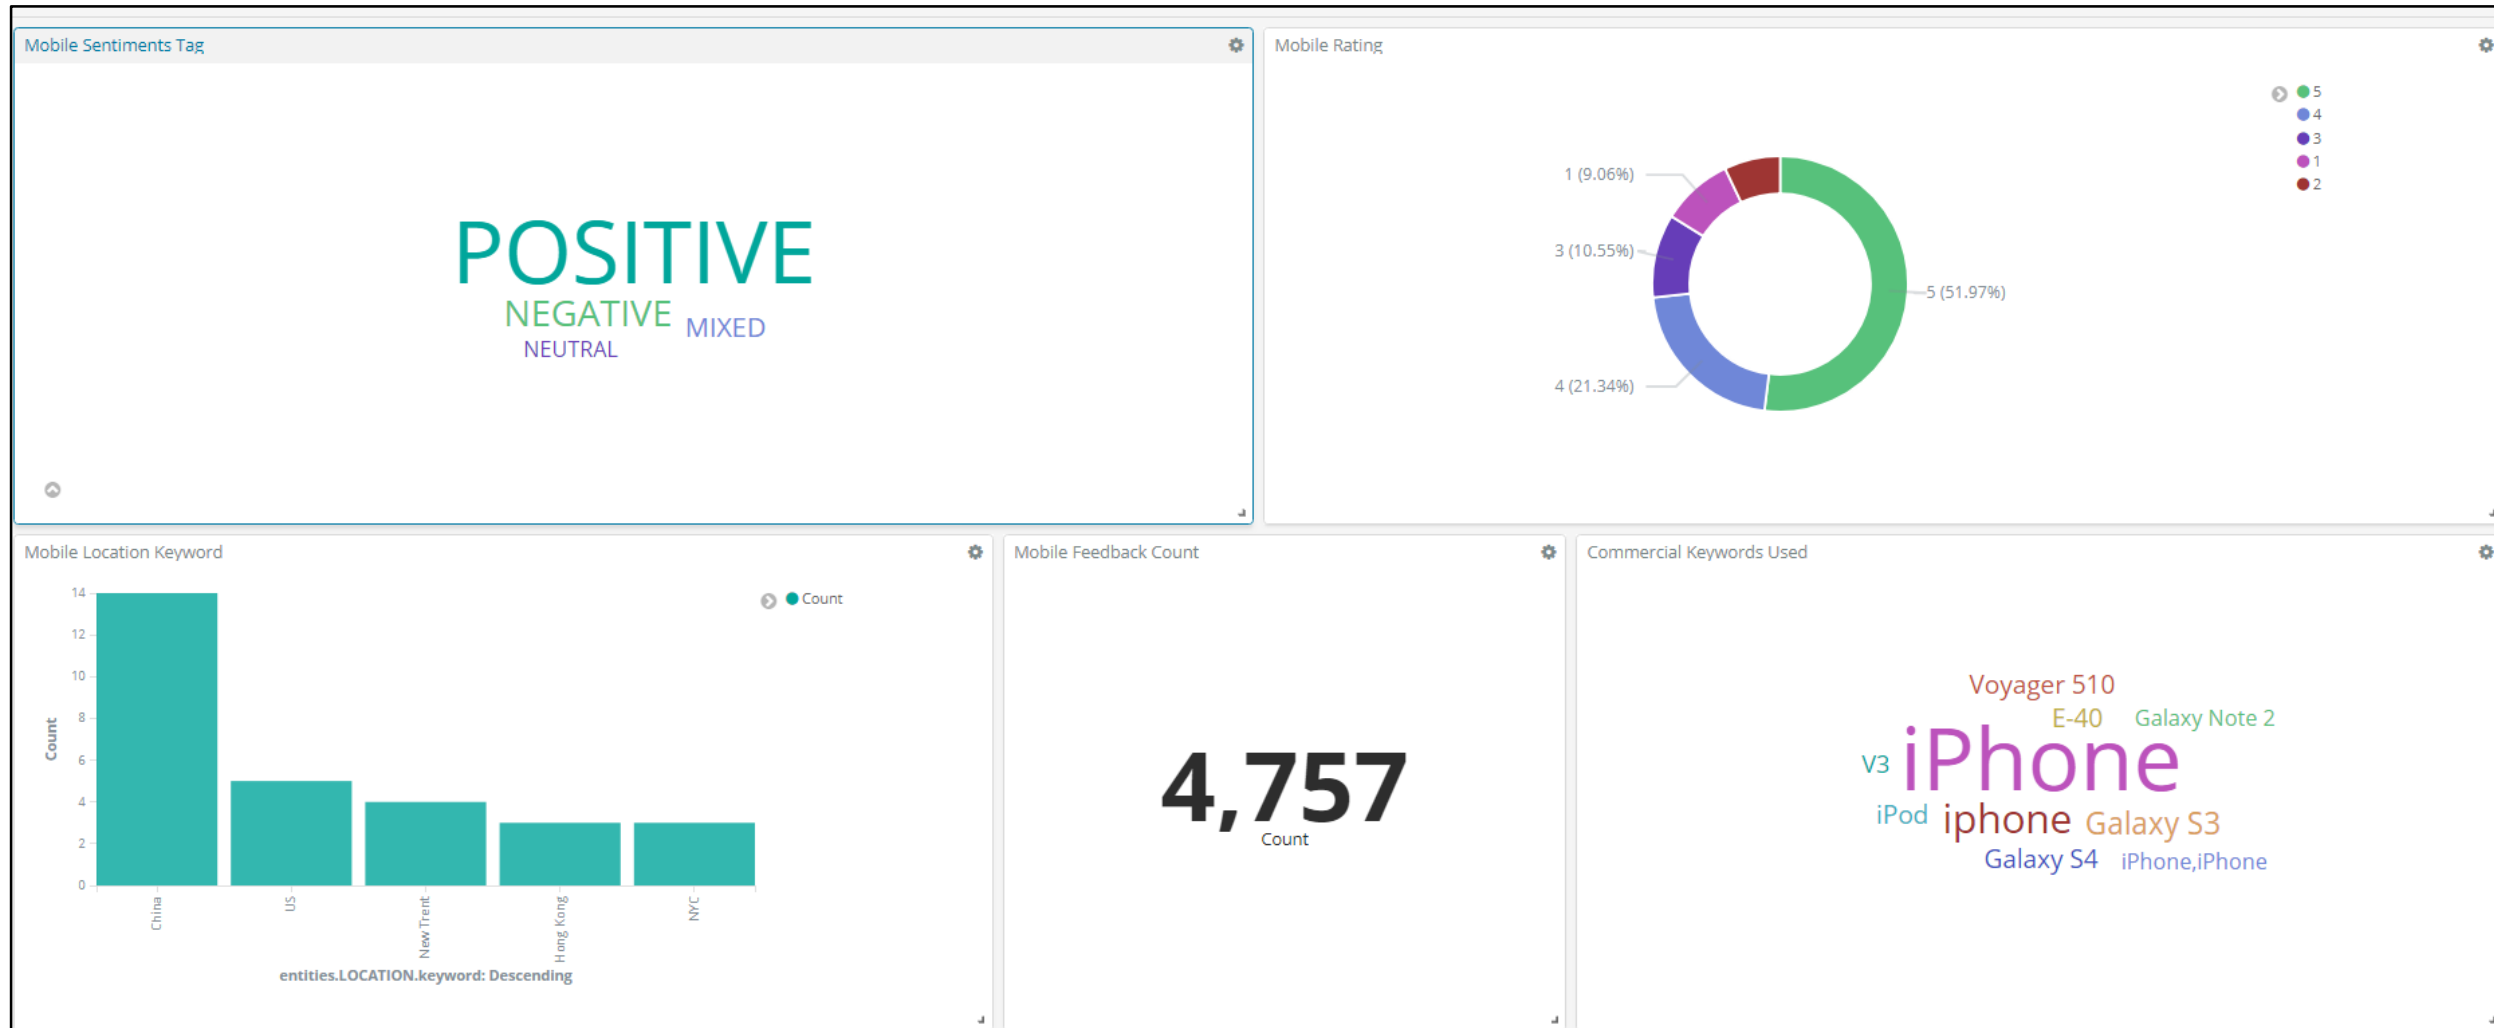 Mobile Sentiments Tag
POSITIVE
NEGATIVE
MIXED
NEUTRAL
Mobile Rating
5
4
3
1
2
1 (9.06%)
3 (10.55%)
5 (51.97%)
4 (21.34%)
Mobile Location Keyword
14
12
10
8
6
4
2
0
Count
Count
China
US
New Trent
Hong Kong
NYC
entities.LOCATION.keyword: Descending
Mobile Feedback Count
4,757
Count
Commercial Keywords Used
Voyager 510
E-40
Galaxy Note 2
V3
iPhone
iPod
iphone
Galaxy S3
Galaxy S4
iPhone,iPhone